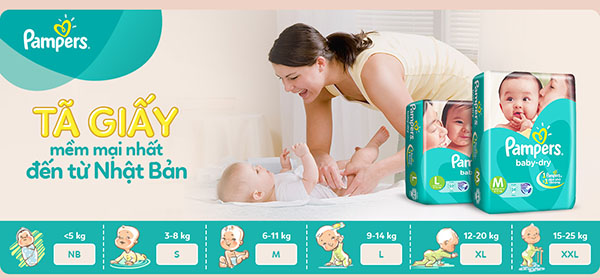 Pampers.
TÃ GIẤY
mềm mại nhất
đến từ Nhật Bản
Pampers
L
Pampers.
baby-dry
M
<5 kg
NB
3-8 kg
S
6-11 kg
M
9-14 kg
L
12-20 kg
XL
15-25 kg
XXL